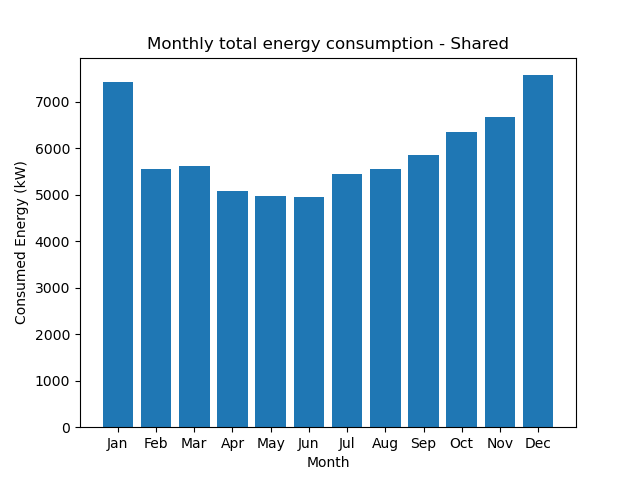 Monthly total energy consumption - Shared
Consumed Energy (kW)
7000
6000
5000
4000
3000
2000
1000
0
Jan Feb Mar Apr May Jun Jul Aug Sep Oct Nov Dec
Month